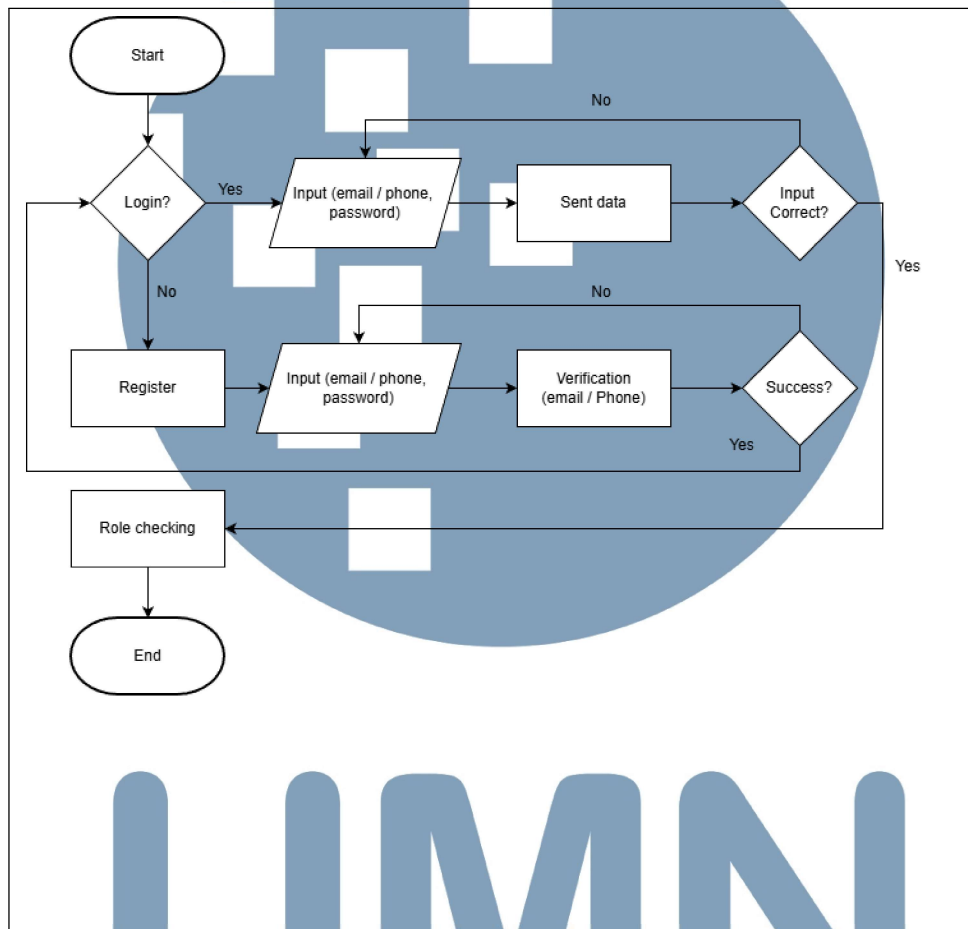 Start
No
Login?
Yes
Input (email / phone,
password)
Sent data
Input
Correct?
Yes
No
No
Register
Input (email / phone,
password)
Verification
(email / Phone)
Success?
Yes
Role checking
End
UMN